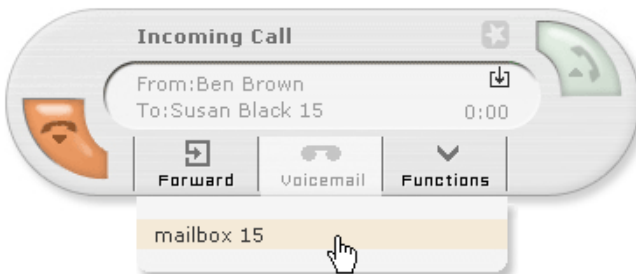 Incoming Call
From:Ben Brown
To:Susan Black 15 0:00
Forward Voicemail Functions
mailbox 15